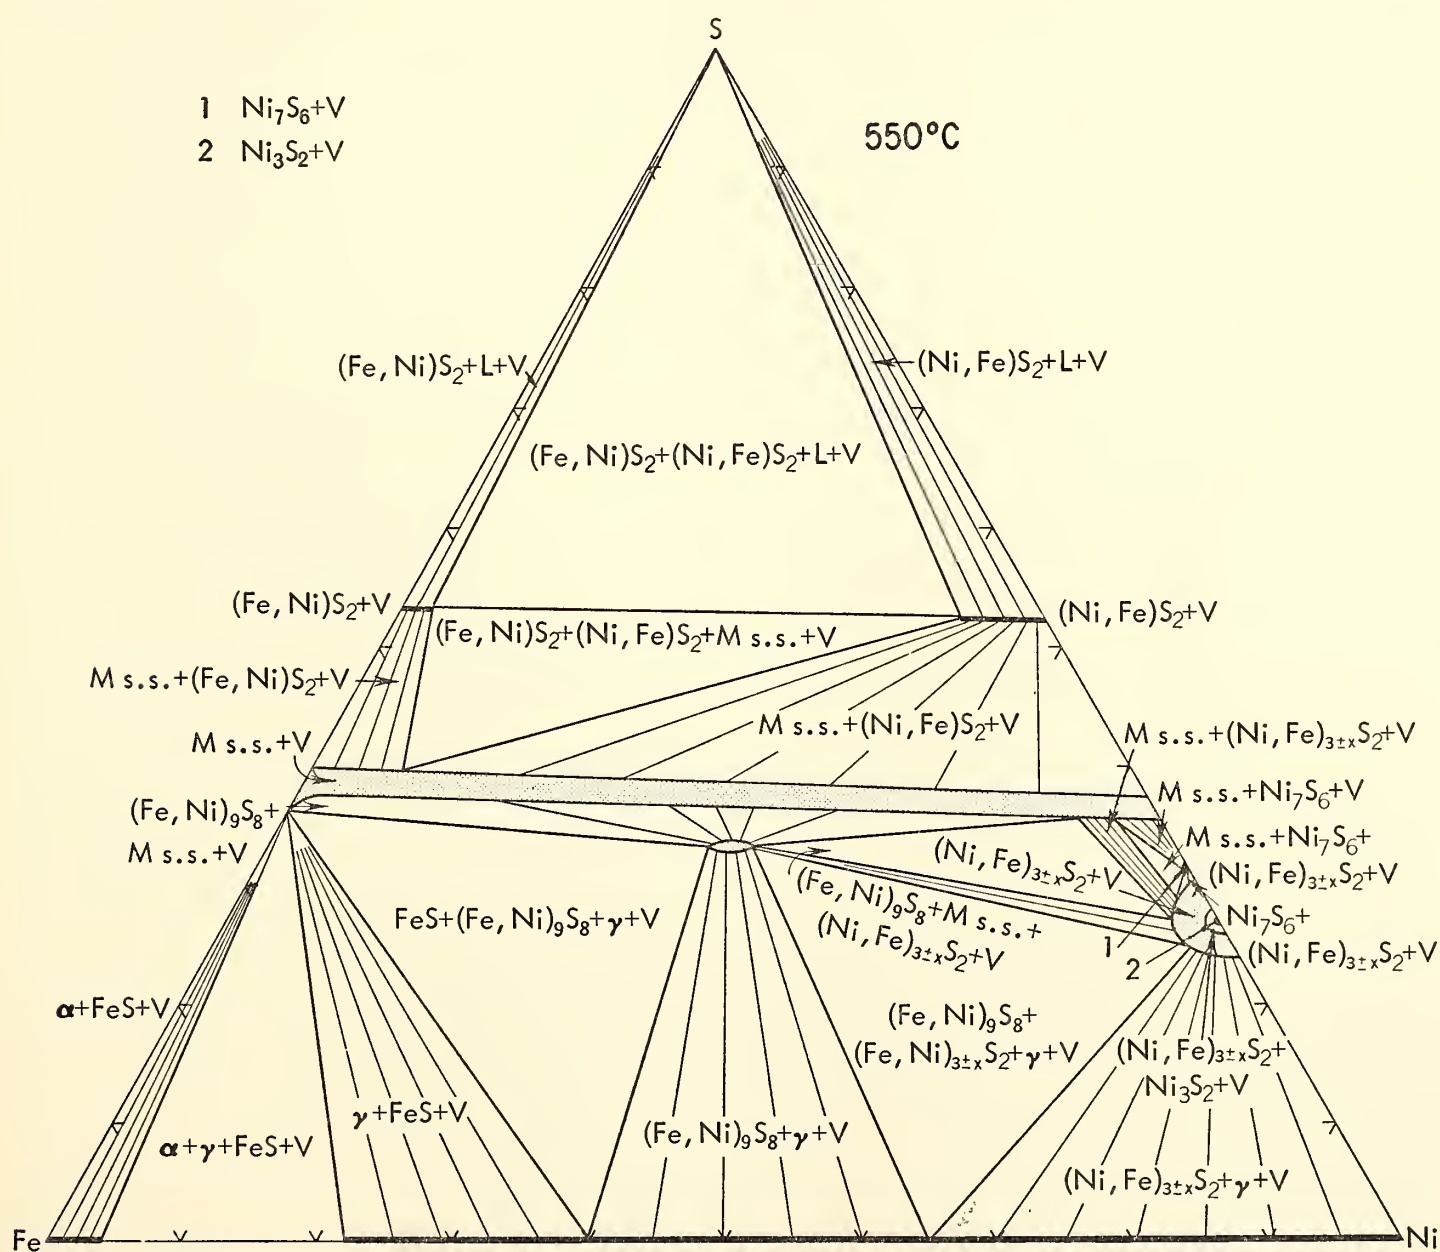 S
1 Ni₇S₆+V
2 Ni₃S₂+V
550°C
(Fe, Ni)S₂+L+V
(Ni, Fe)S₂+L+V
(Fe, Ni)S₂+(Ni, Fe)S₂+L+V
(Fe, Ni)S₂+V
(Ni, Fe)S₂+V
(Fe, Ni)S₂+(Ni, Fe)S₂+M s.s.+V
M s.s.+(Fe, Ni)S₂+V
M s.s.+(Ni, Fe)S₂+V
M s.s.+V
M s.s.+(Ni, Fe)₃±ₓS₂+V
M s.s.+Ni₇S₆+V
(Fe, Ni)₉S₈+
M s.s.+V
M s.s.+Ni₇S₆+
(Ni, Fe)₃±ₓS₂+V
(Ni, Fe)₃±ₓS₂+V
(Fe, Ni)₉S₈+M s.s.+
(Ni, Fe)₃±ₓS₂+V
FeS+(Fe, Ni)₉S₈+γ+V
Ni₇S₆+
(Ni, Fe)₃±ₓS₂+V
1
2
α+FeS+V
(Fe, Ni)₉S₈+
(Fe, Ni)₃±ₓS₂+γ+V
(Ni, Fe)₃±ₓS₂+
Ni₃S₂+V
γ+FeS+V
α+γ+FeS+V
(Fe, Ni)₉S₈+γ+V
(Ni, Fe)₃±ₓS₂+γ+V
Fe
Ni